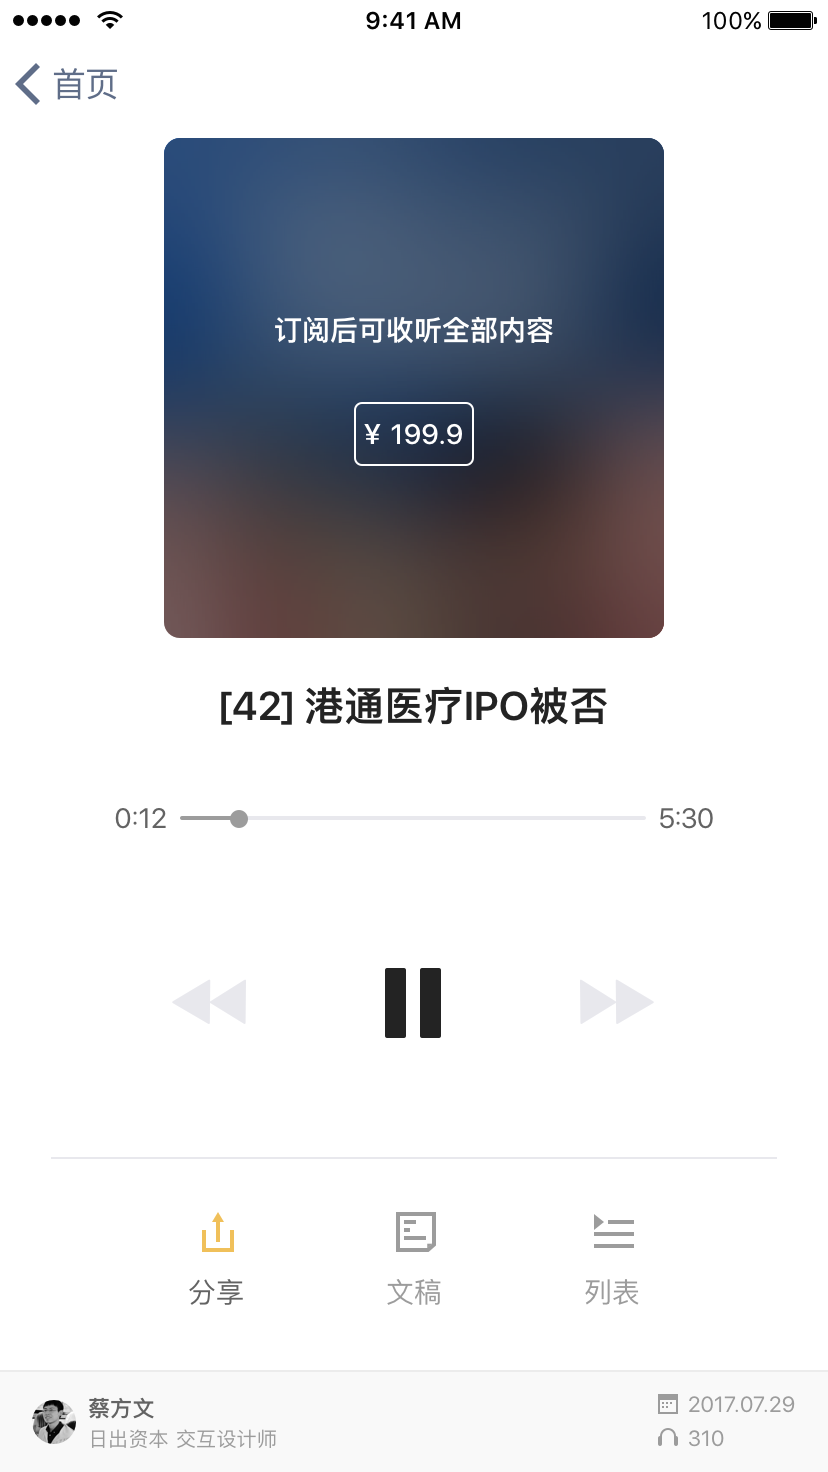 9:41 AM
100%
首页
订阅后可收听全部内容
¥ 199.9
[42] 港通医疗IPO被否
0:12
5:30
分享
文稿
列表
蔡方文
日出资本 交互设计师
2017.07.29
310